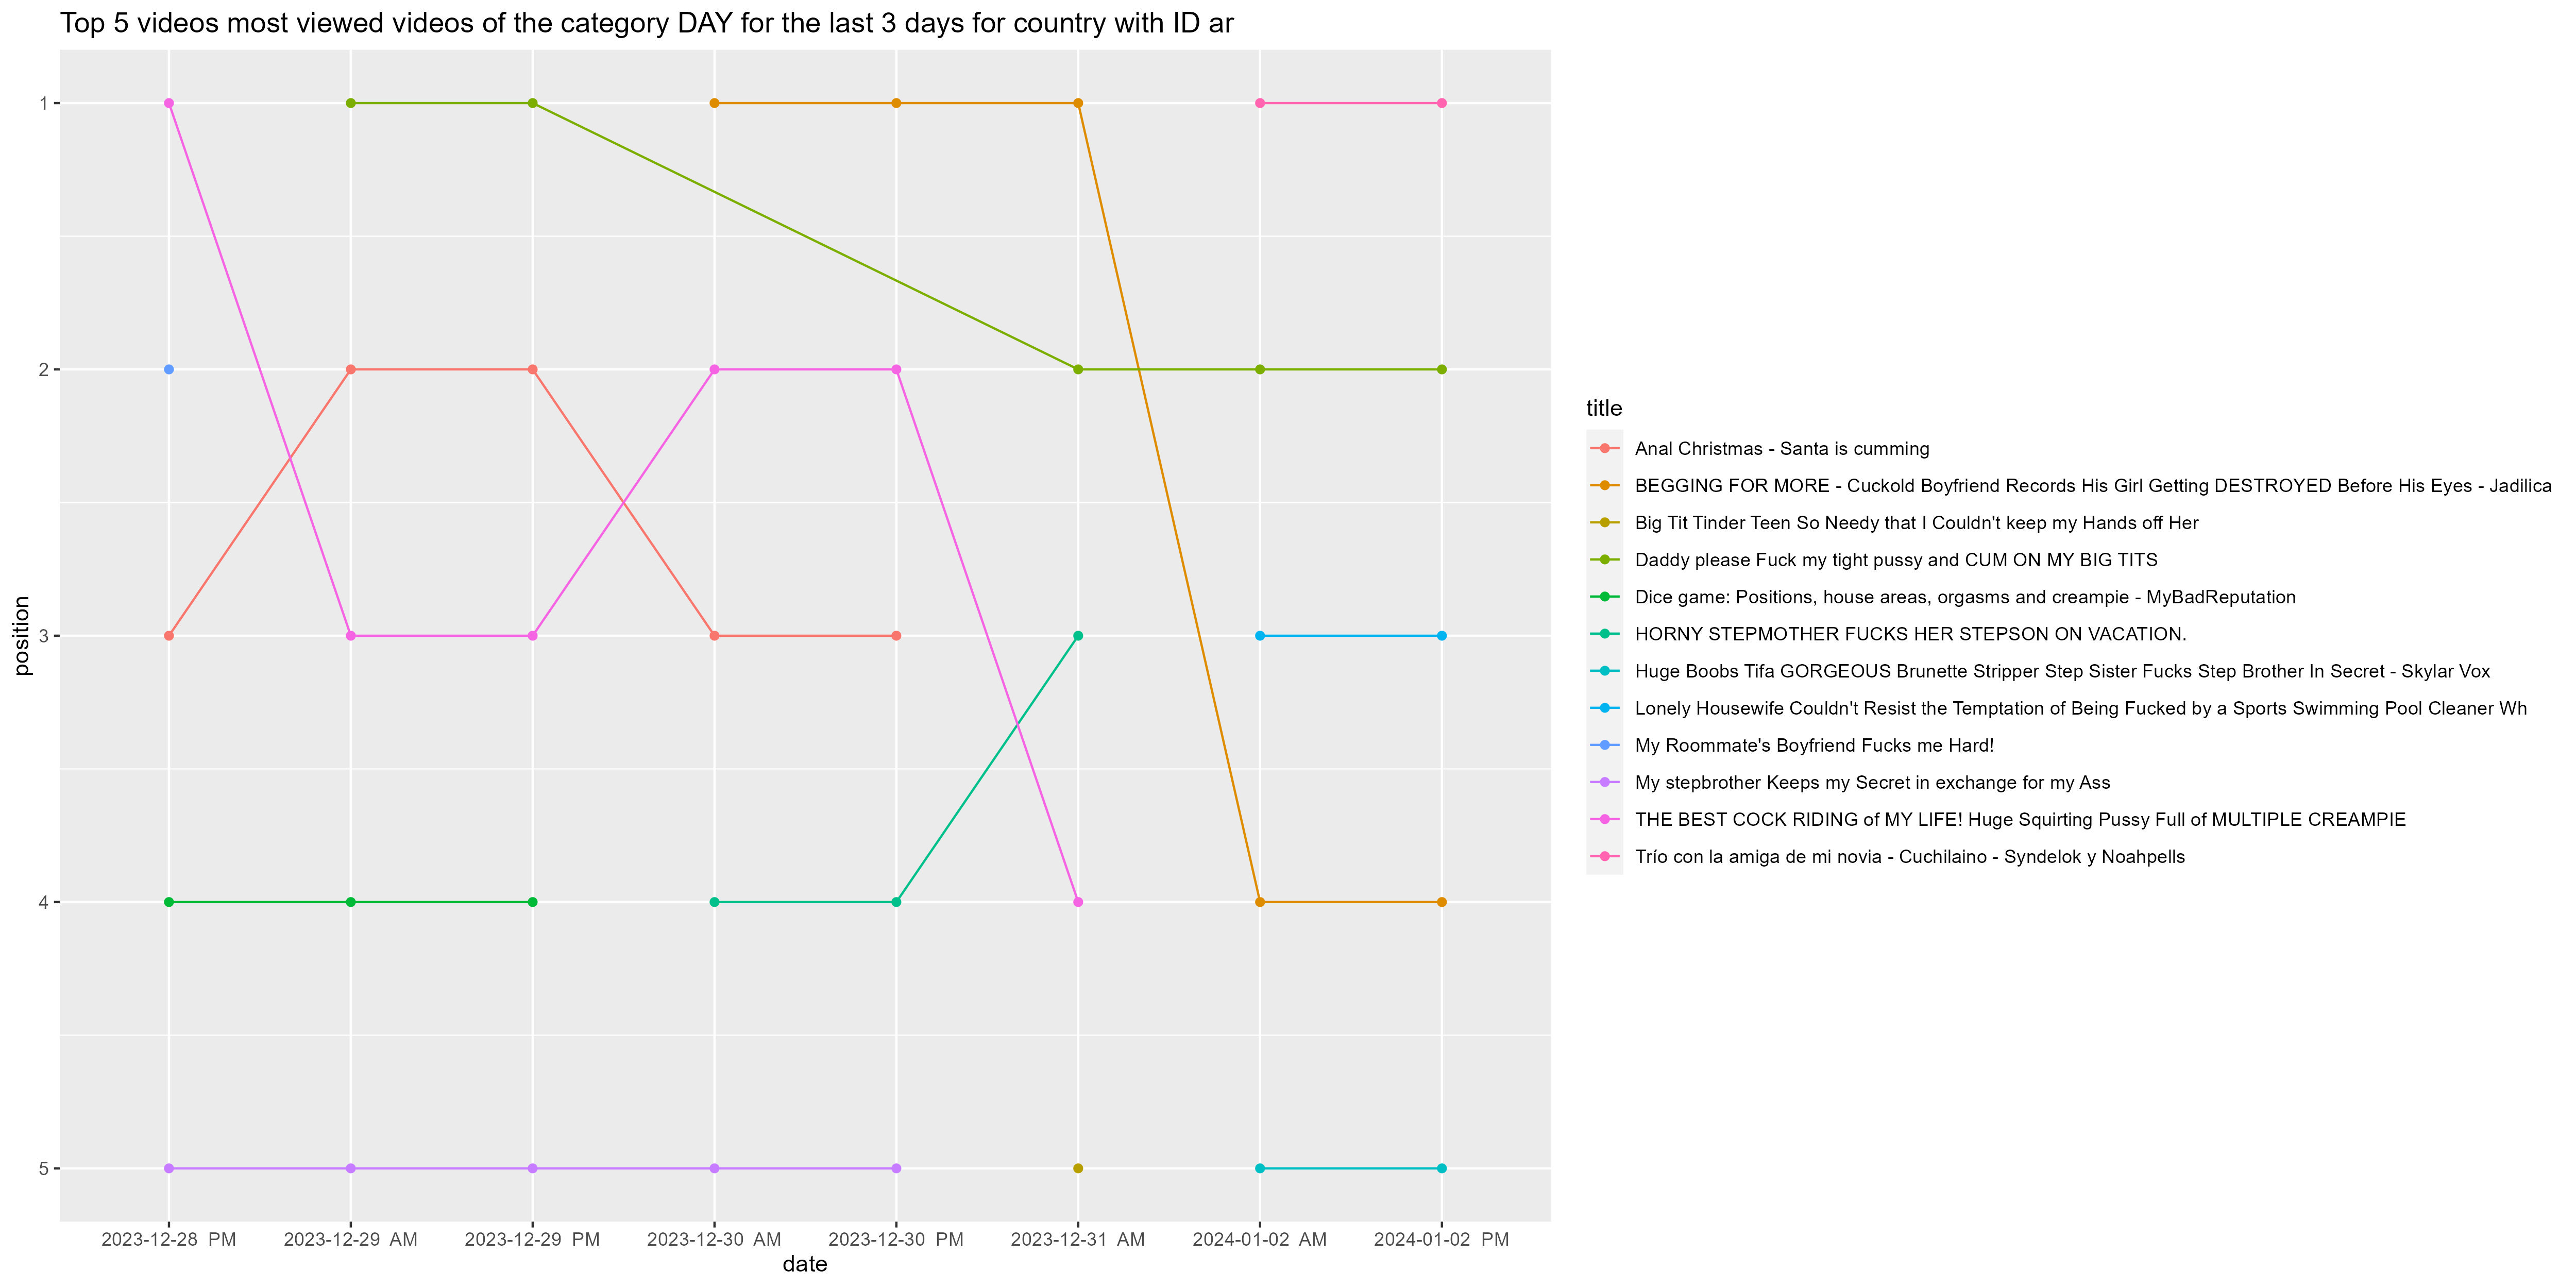 Top 5 videos most viewed videos of the category DAY for the last 3 days for country with ID ar
position
1
2
3
4
5
2023-12-28 PM
2023-12-29 AM
2023-12-29 PM
2023-12-30 AM
2023-12-30 PM
2023-12-31 AM
2024-01-02 AM
2024-01-02 PM
date
title
Anal Christmas - Santa is cumming
BEGGING FOR MORE - Cuckold Boyfriend Records His Girl Getting DESTROYED Before His Eyes - Jadilica
Big Tit Tinder Teen So Needy that I Couldn't keep my Hands off Her
Daddy please Fuck my tight pussy and CUM ON MY BIG TITS
Dice game: Positions, house areas, orgasms and creampie - MyBadReputation
HORNY STEPMOTHER FUCKS HER STEPSON ON VACATION.
Huge Boobs Tifa GORGEOUS Brunette Stripper Step Sister Fucks Step Brother In Secret - Skylar Vox
Lonely Housewife Couldn't Resist the Temptation of Being Fucked by a Sports Swimming Pool Cleaner Wh
My Roommate's Boyfriend Fucks me Hard!
My stepbrother Keeps my Secret in exchange for my Ass
THE BEST COCK RIDING of MY LIFE! Huge Squirting Pussy Full of MULTIPLE CREAMPIE
Trío con la amiga de mi novia - Cuchilaino - Syndelok y Noahpells